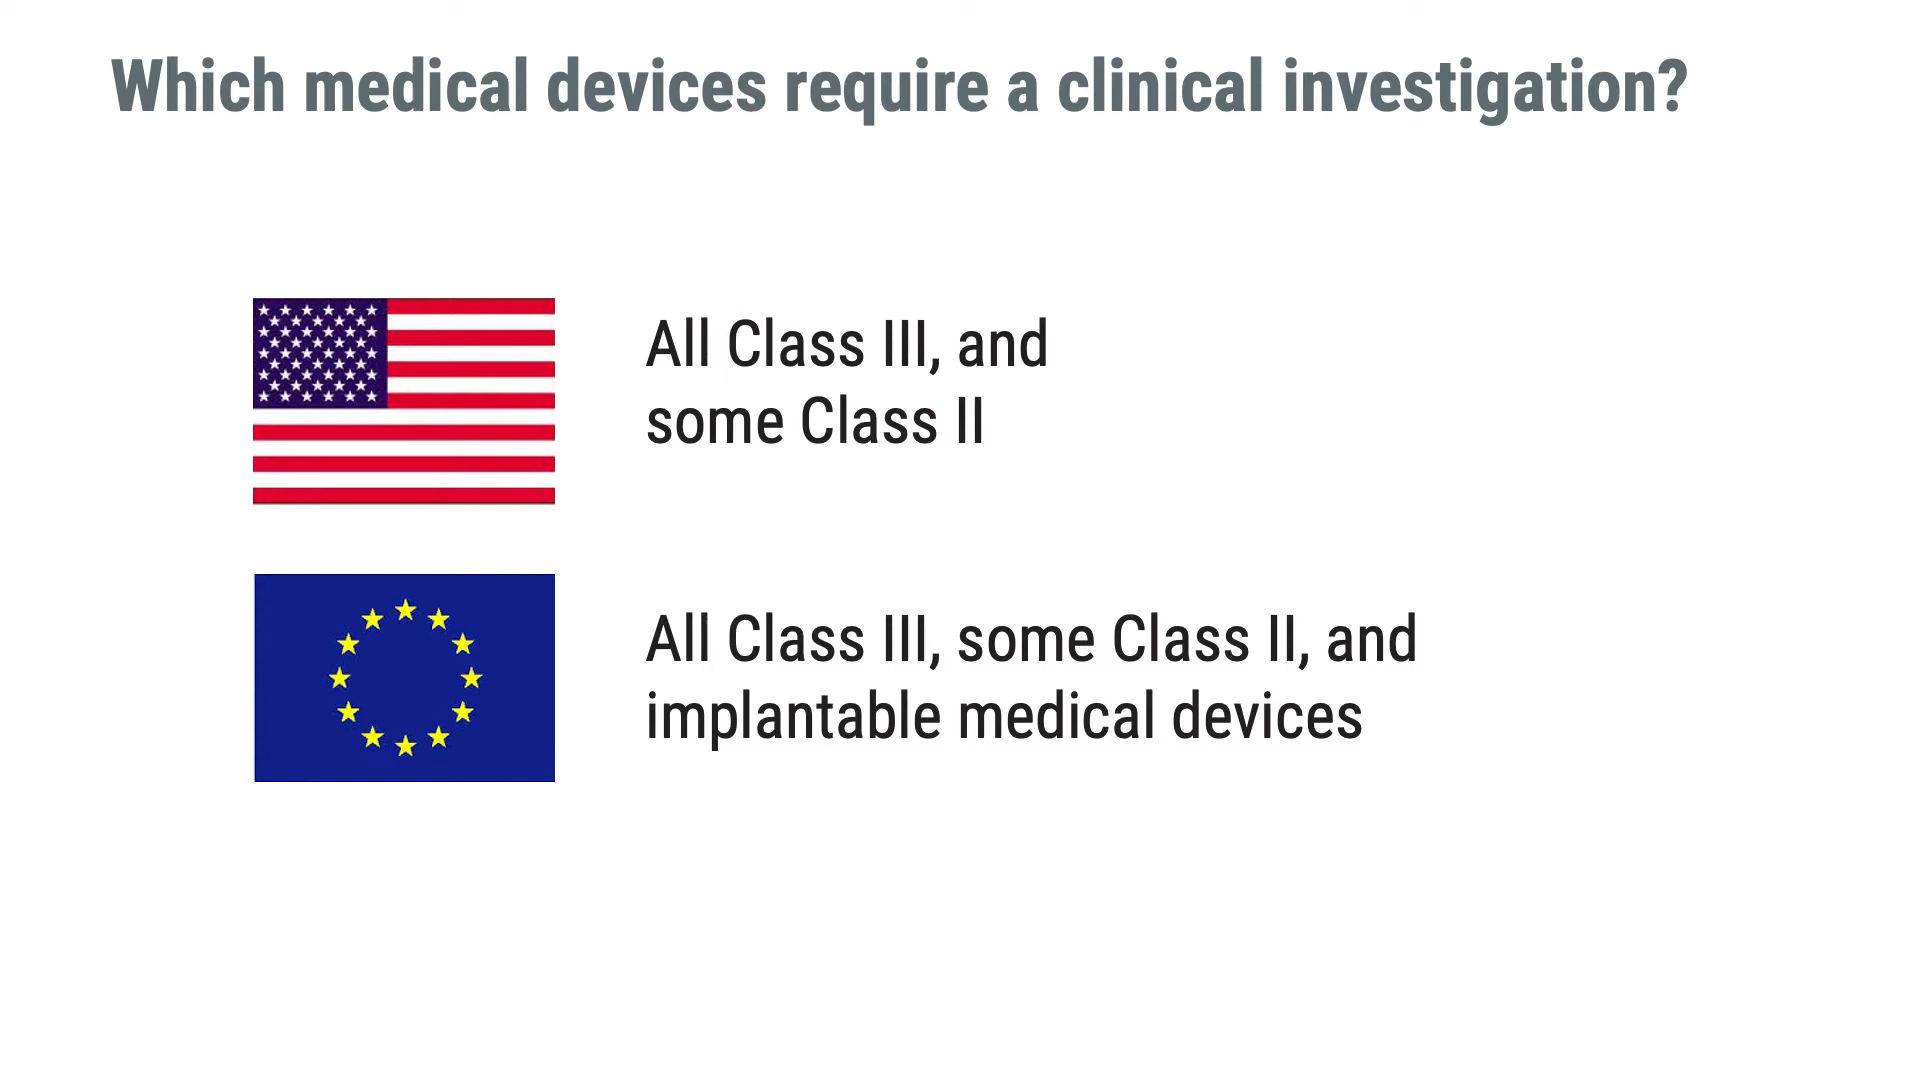 Which medical devices require a clinical investigation?
All Class III, and
some Class II
All Class III, some Class II, and
implantable medical devices